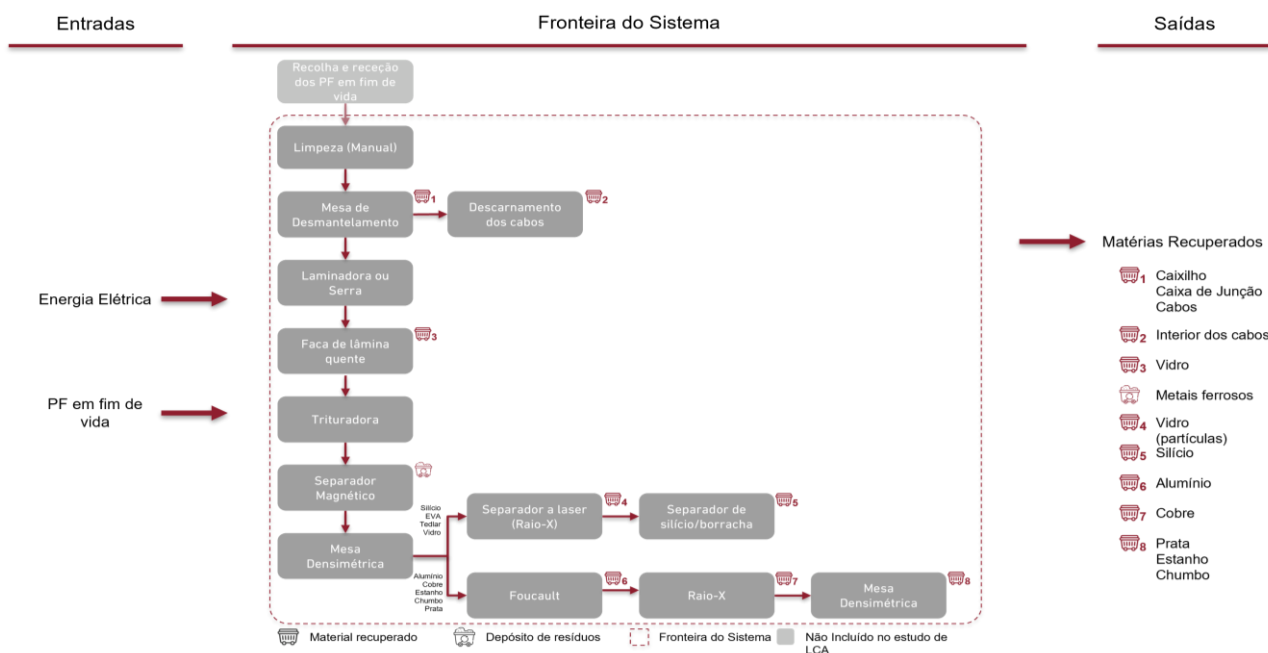 Entradas
Fronteira do Sistema
Saídas
Recolha e receção
dos PF em fim de
vida
Limpeza (Manual)
Mesa de
Desmantelamento
1
Descarnamento
dos cabos
2
Laminadora ou
Serra
Faca de lâmina
quente
3
Trituradora
Separador
Magnético
Mesa
Densimétrica
Silício
EVA
Tedlar
Vidro
Separador a laser
(Raio-X)
4
Separador de
silício/borracha
5
Alumínio
Cobre
Estanho
Chumbo
Prata
Foucault
6
Raio-X
7
Mesa
Densimétrica
8
Energia Elétrica
PF em fim de
vida
Matérias Recuperados
1 Caixilho
Caixa de Junção
Cabos
2 Interior dos cabos
3 Vidro
Metais ferrosos
4 Vidro
(partículas)
5 Silício
6 Alumínio
7 Cobre
8 Prata
Estanho
Chumbo
Material recuperado
Depósito de resíduos
Fronteira do Sistema
Não Incluído no estudo de
LCA